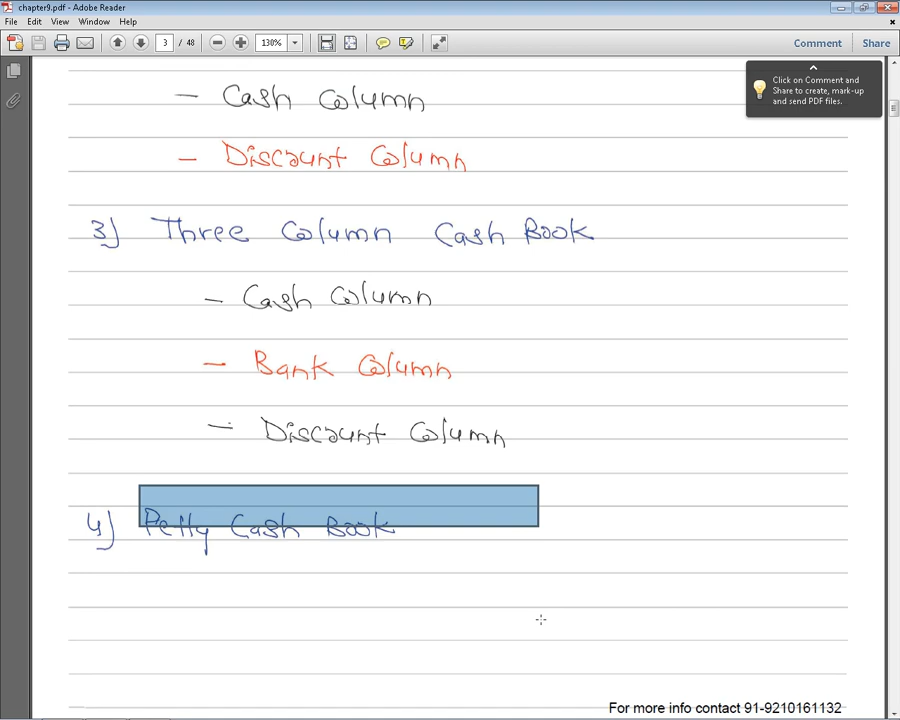 chapter9.pdf - Adobe Reader
File Edit View Window Help
3 / 48 130% Comment Share
Click on Comment and
Share to create, mark-up
and send PDF files.
- Cash Column
- Discount Column
3) Three Column Cash Book
- Cash Column
- Bank Column
- Discount Column
4) Petty Cash Book
For more info contact 91-9210161132